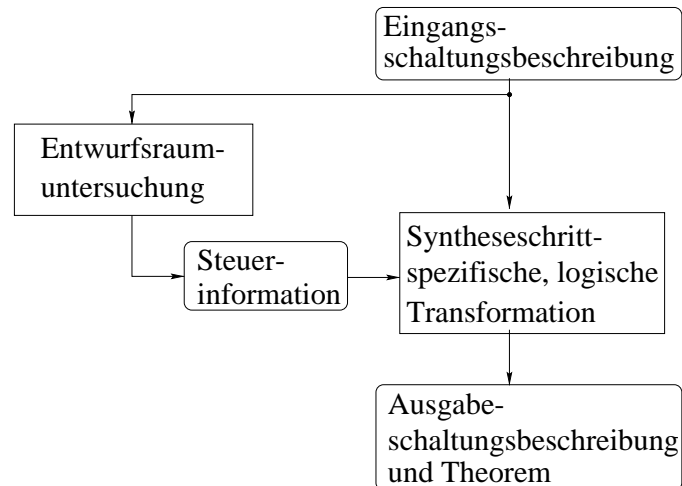 Eingangs-
schaltungsbeschreibung
Entwurfsraum-
untersuchung
Steuer-
information
Syntheseschritt-
spezifische, logische
Transformation
Ausgabe-
schaltungsbeschreibung
und Theorem